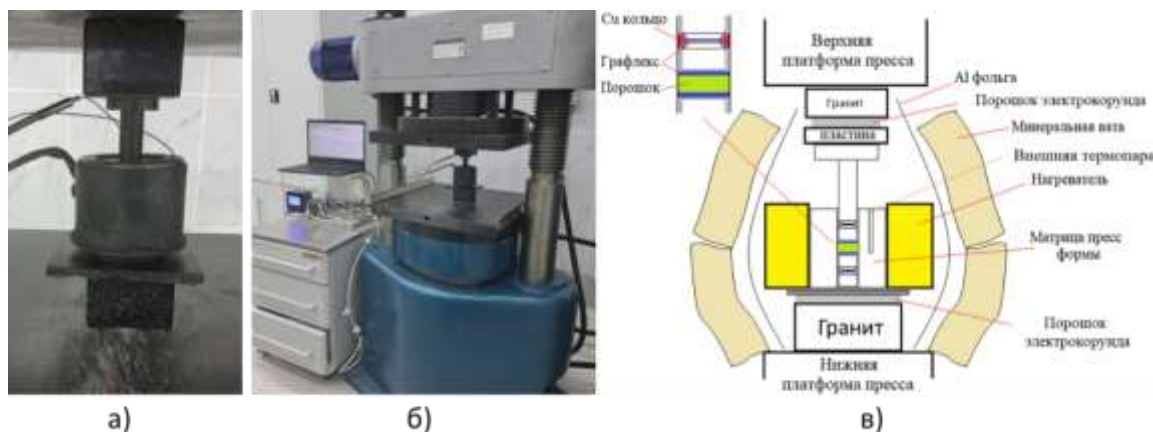 Cu кольцо
Графлекс
Порошок
Верхняя
платформа пресса
Al фольга
Гранит
Порошок электрокорунда
пластина
Минеральная вата
Внешняя термопара
Нагреватель
Матрица пресс
формы
Гранит
Порошок
электрокорунда
Нижняя
платформа пресса
а)
б)
в)